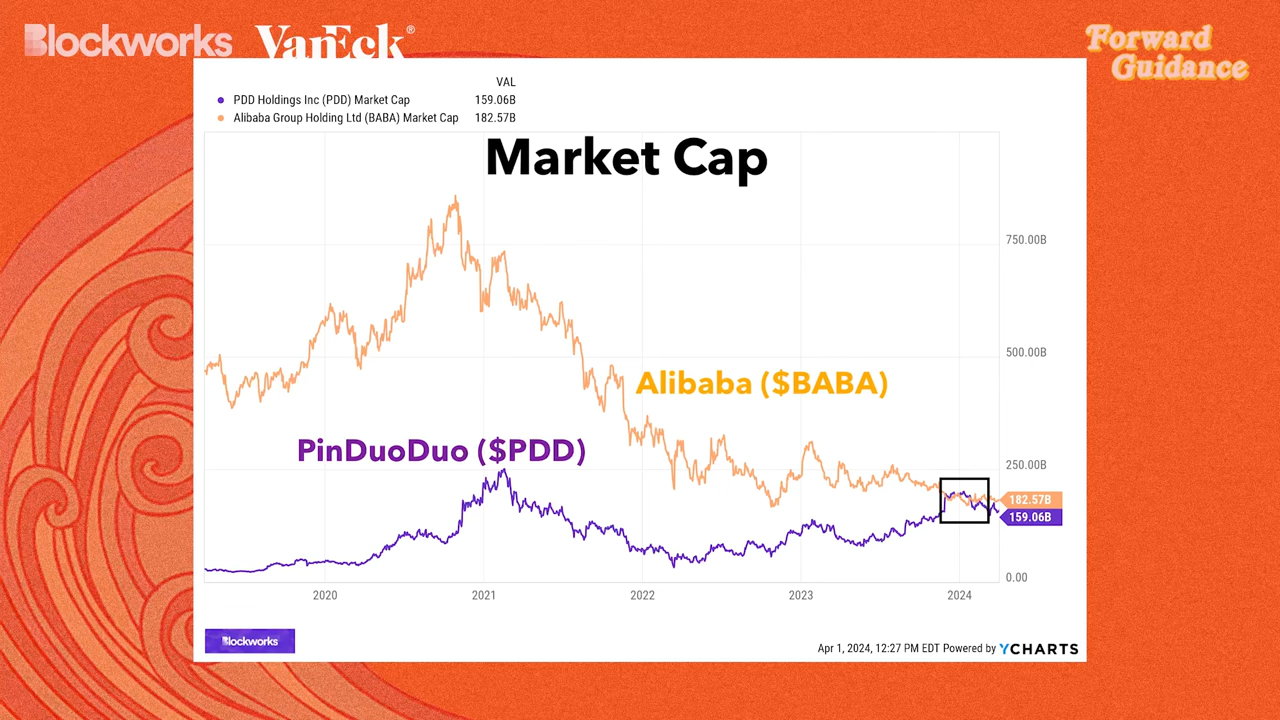 Blockworks VanEck®
Forward
Guidance
VAL
PDD Holdings Inc (PDD) Market Cap 159.06B
Alibaba Group Holding Ltd (BABA) Market Cap 182.57B
Market Cap
750.00B
500.00B
Alibaba ($BABA)
PinDuoDuo ($PDD)
250.00B
182.57B
159.06B
0.00
2020 2021 2022 2023 2024
Blockworks
Apr 1, 2024, 12:27 PM EDT Powered by YCHARTS